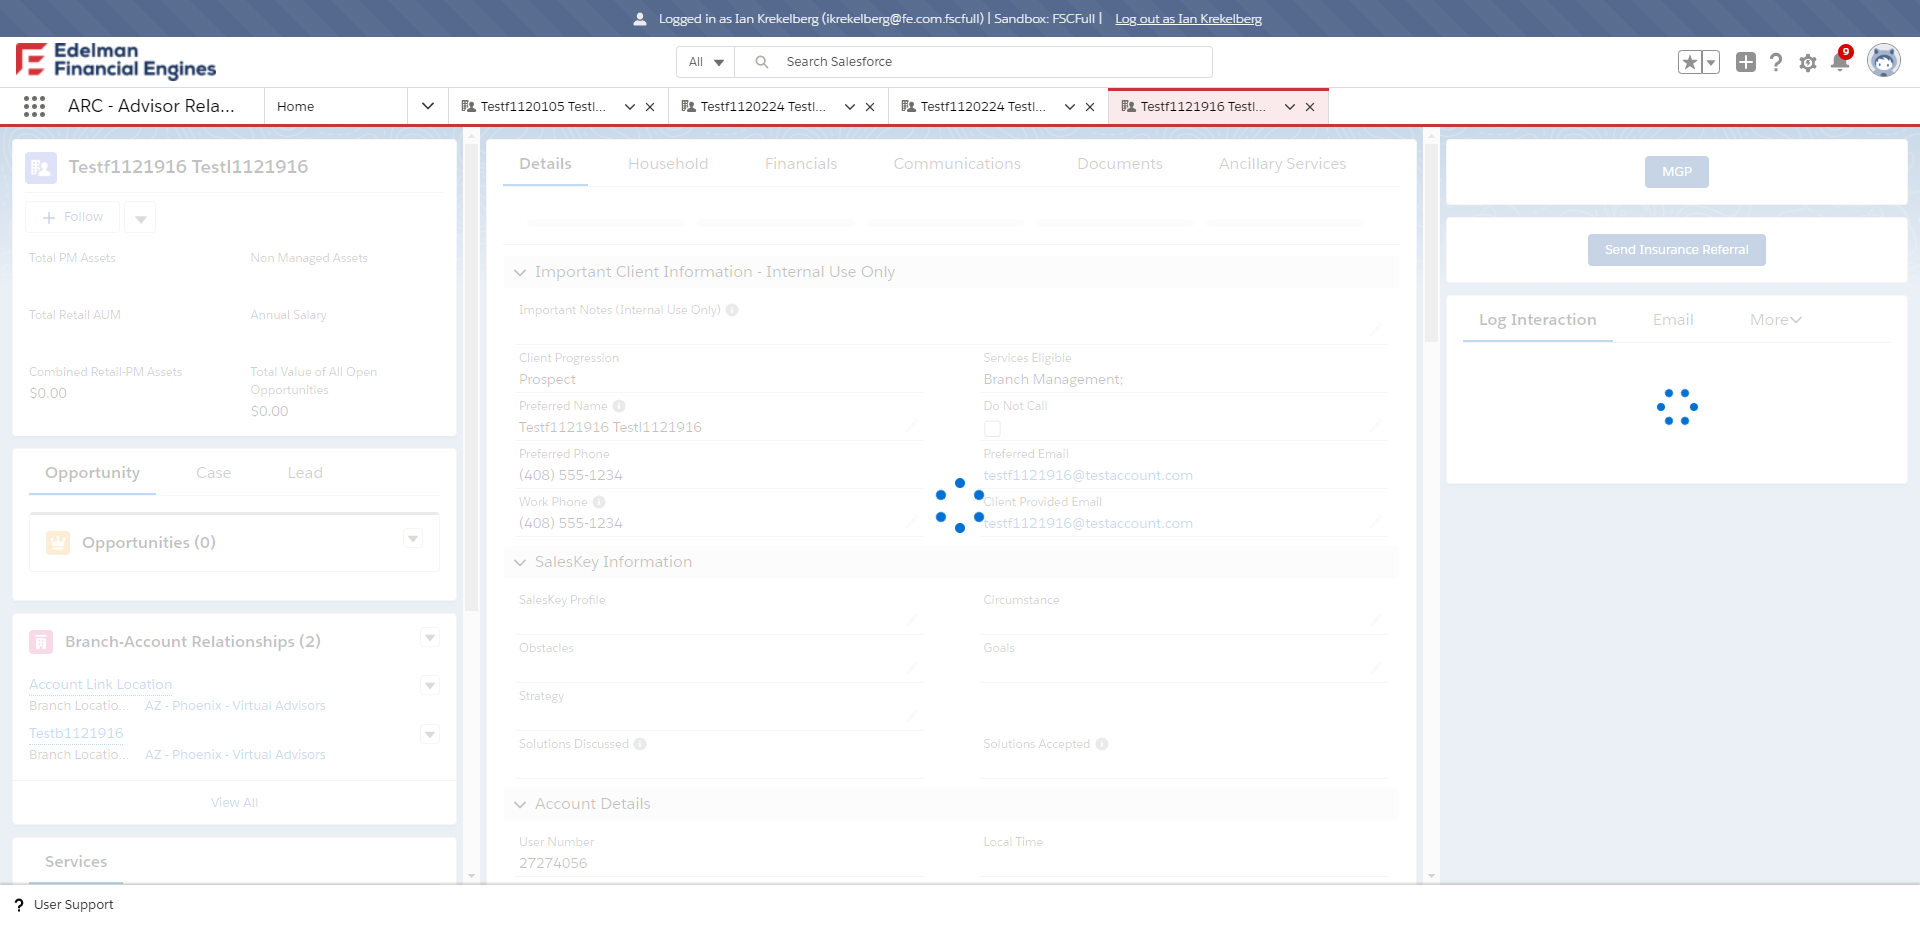 Logged in as Ian Krekelberg (ikrekelberg@fe.com.fscfull) | Sandbox: FSCFull | Log out as Ian Krekelberg
Edelman
Financial Engines
All
Search Salesforce
9
ARC - Advisor Rela...
Home
Testf1120105 Testl...
Testf1120224 Testl...
Testf1120224 Testl...
Testf1121916 Testl...
Testf1121916 Testl1121916
Follow
Total PM Assets
Non Managed Assets
Total Retail AUM
Annual Salary
Combined Retail-PM Assets
$0.00
Total Value of All Open
Opportunities
$0.00
Opportunity
Case
Lead
Opportunities (0)
Branch-Account Relationships (2)
Account Link Location
Branch Locatio... AZ - Phoenix - Virtual Advisors
Testb1121916
Branch Locatio... AZ - Phoenix - Virtual Advisors
View All
Services
Details
Household
Financials
Communications
Documents
Ancillary Services
Important Client Information - Internal Use Only
Important Notes (Internal Use Only)
Client Progression
Prospect
Services Eligible
Branch Management;
Preferred Name
Testf1121916 Testl1121916
Do Not Call
Preferred Phone
(408) 555-1234
Preferred Email
testf1121916@testaccount.com
Work Phone
(408) 555-1234
Client Provided Email
testf1121916@testaccount.com
SalesKey Information
SalesKey Profile
Circumstance
Obstacles
Goals
Strategy
Solutions Discussed
Solutions Accepted
Account Details
User Number
27274056
Local Time
MGP
Send Insurance Referral
Log Interaction
Email
More
? User Support